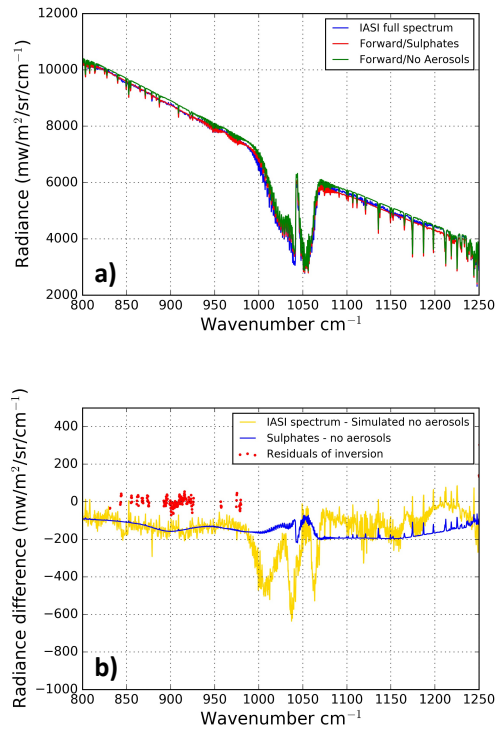 12000
10000
8000
6000
4000
2000
Radiance (mw/m²/sr/cm⁻¹)
IASI full spectrum
Forward/Sulphates
Forward/No Aerosols
a)
800 850 900 950 1000 1050 1100 1150 1200 1250
Wavenumber cm⁻¹
400
200
0
−200
−400
−600
−800
−1000
Radiance difference (mw/m²/sr/cm⁻¹)
IASI spectrum - Simulated no aerosols
Sulphates - no aerosols
Residuals of inversion
b)
800 850 900 950 1000 1050 1100 1150 1200 1250
Wavenumber cm⁻¹